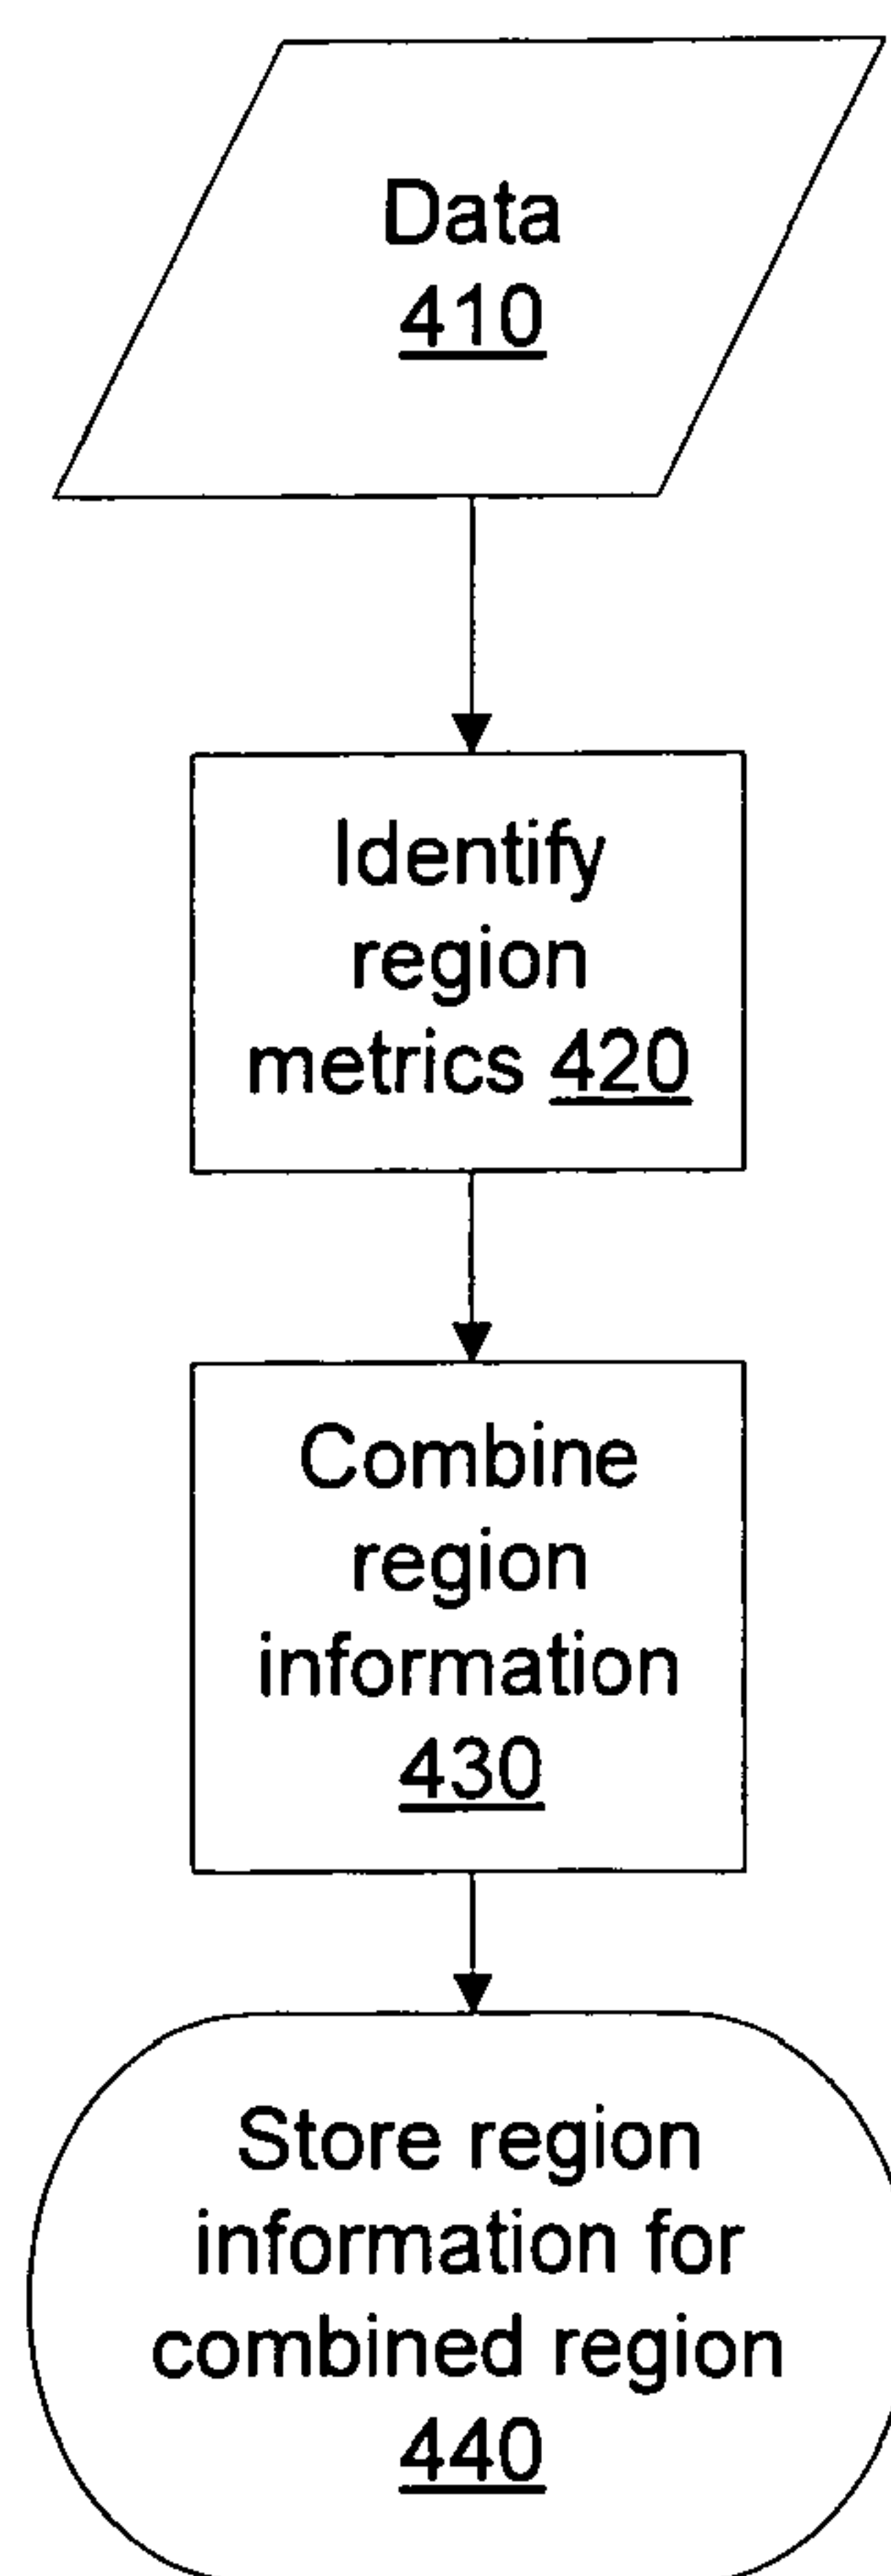 Data
410
Identify
region
metrics 420
Combine
region
information
430
Store region
information for
combined region
440